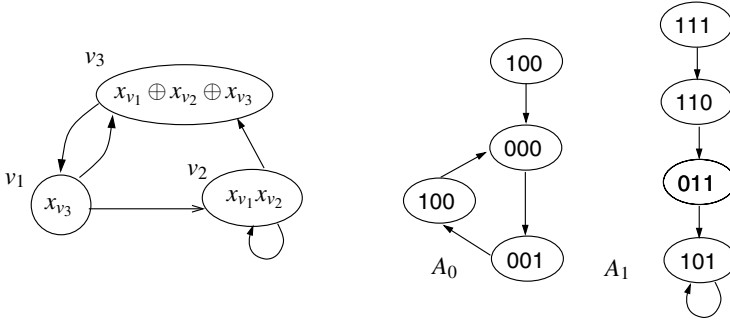 v₃
x_{v₁} ⊕ x_{v₂} ⊕ x_{v₃}
v₁
x_{v₃}
v₂
x_{v₁}x_{v₂}
100
000
100
001
A₀
111
110
011
101
A₁